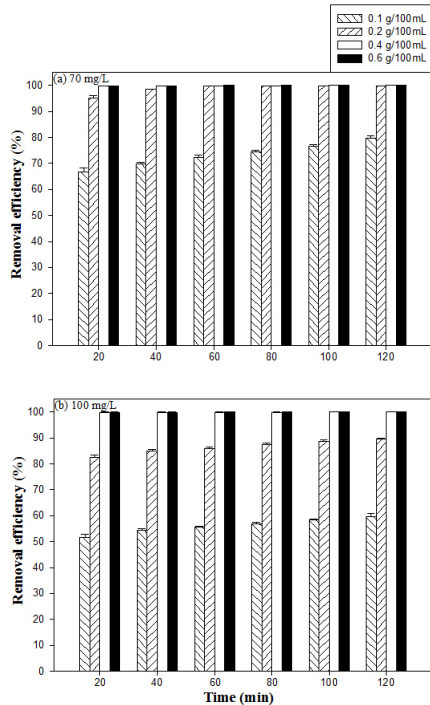 0.1 g/100mL
0.2 g/100mL
0.4 g/100mL
0.6 g/100mL
(a) 70 mg/L
Removal efficiency (%)
100
90
80
70
60
50
40
30
20
10
0
20 40 60 80 100 120
(b) 100 mg/L
Removal efficiency (%)
100
90
80
70
60
50
40
30
20
10
0
20 40 60 80 100 120
Time (min)